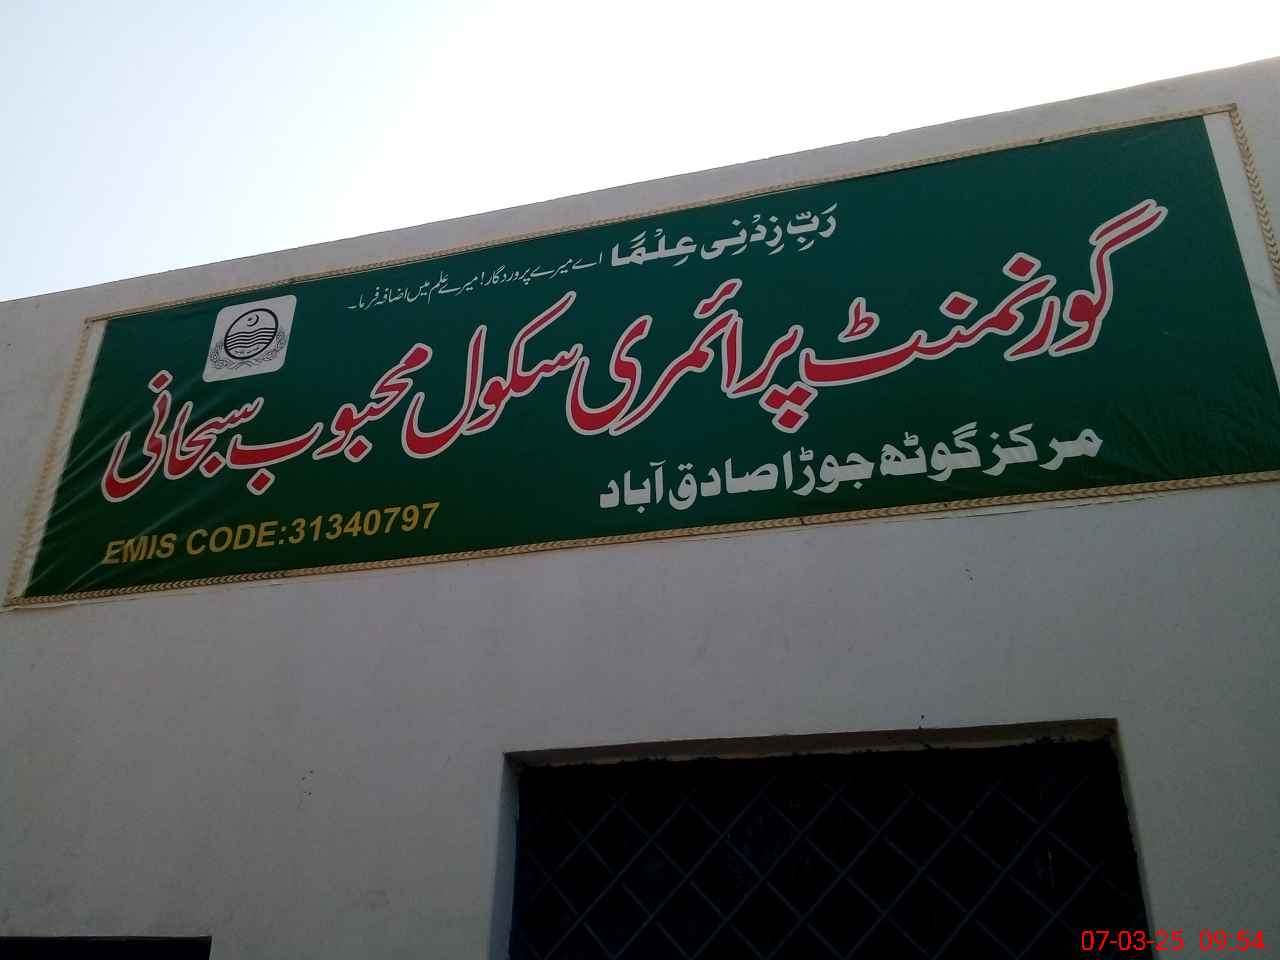 رَبِّ زِدْنِی عِلْمًا اے میرے پروردگار! میرے علم میں اضافہ فرما۔
گورنمنٹ پرائمری سکول محبوب سبحانی
مرکز گوٹھ جوڑا صادق آباد
EMIS CODE:31340797
07-03-25 09:54